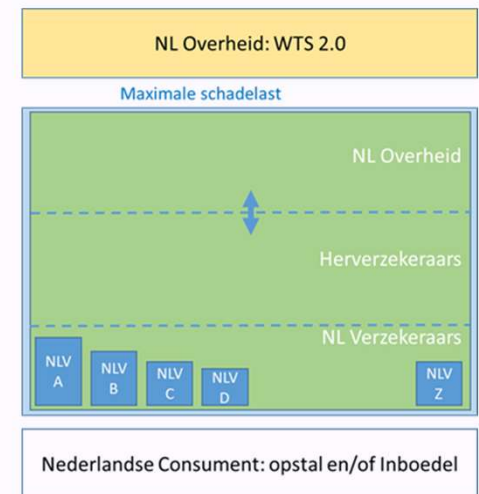 NL Overheid: WTS 2.0
Maximale schadelast
NL Overheid
Herverzekeraars
NL Verzekeraars
NLV
A
NLV
B
NLV
C
NLV
D
NLV
Z
Nederlandse Consument: opstal en/of Inboedel